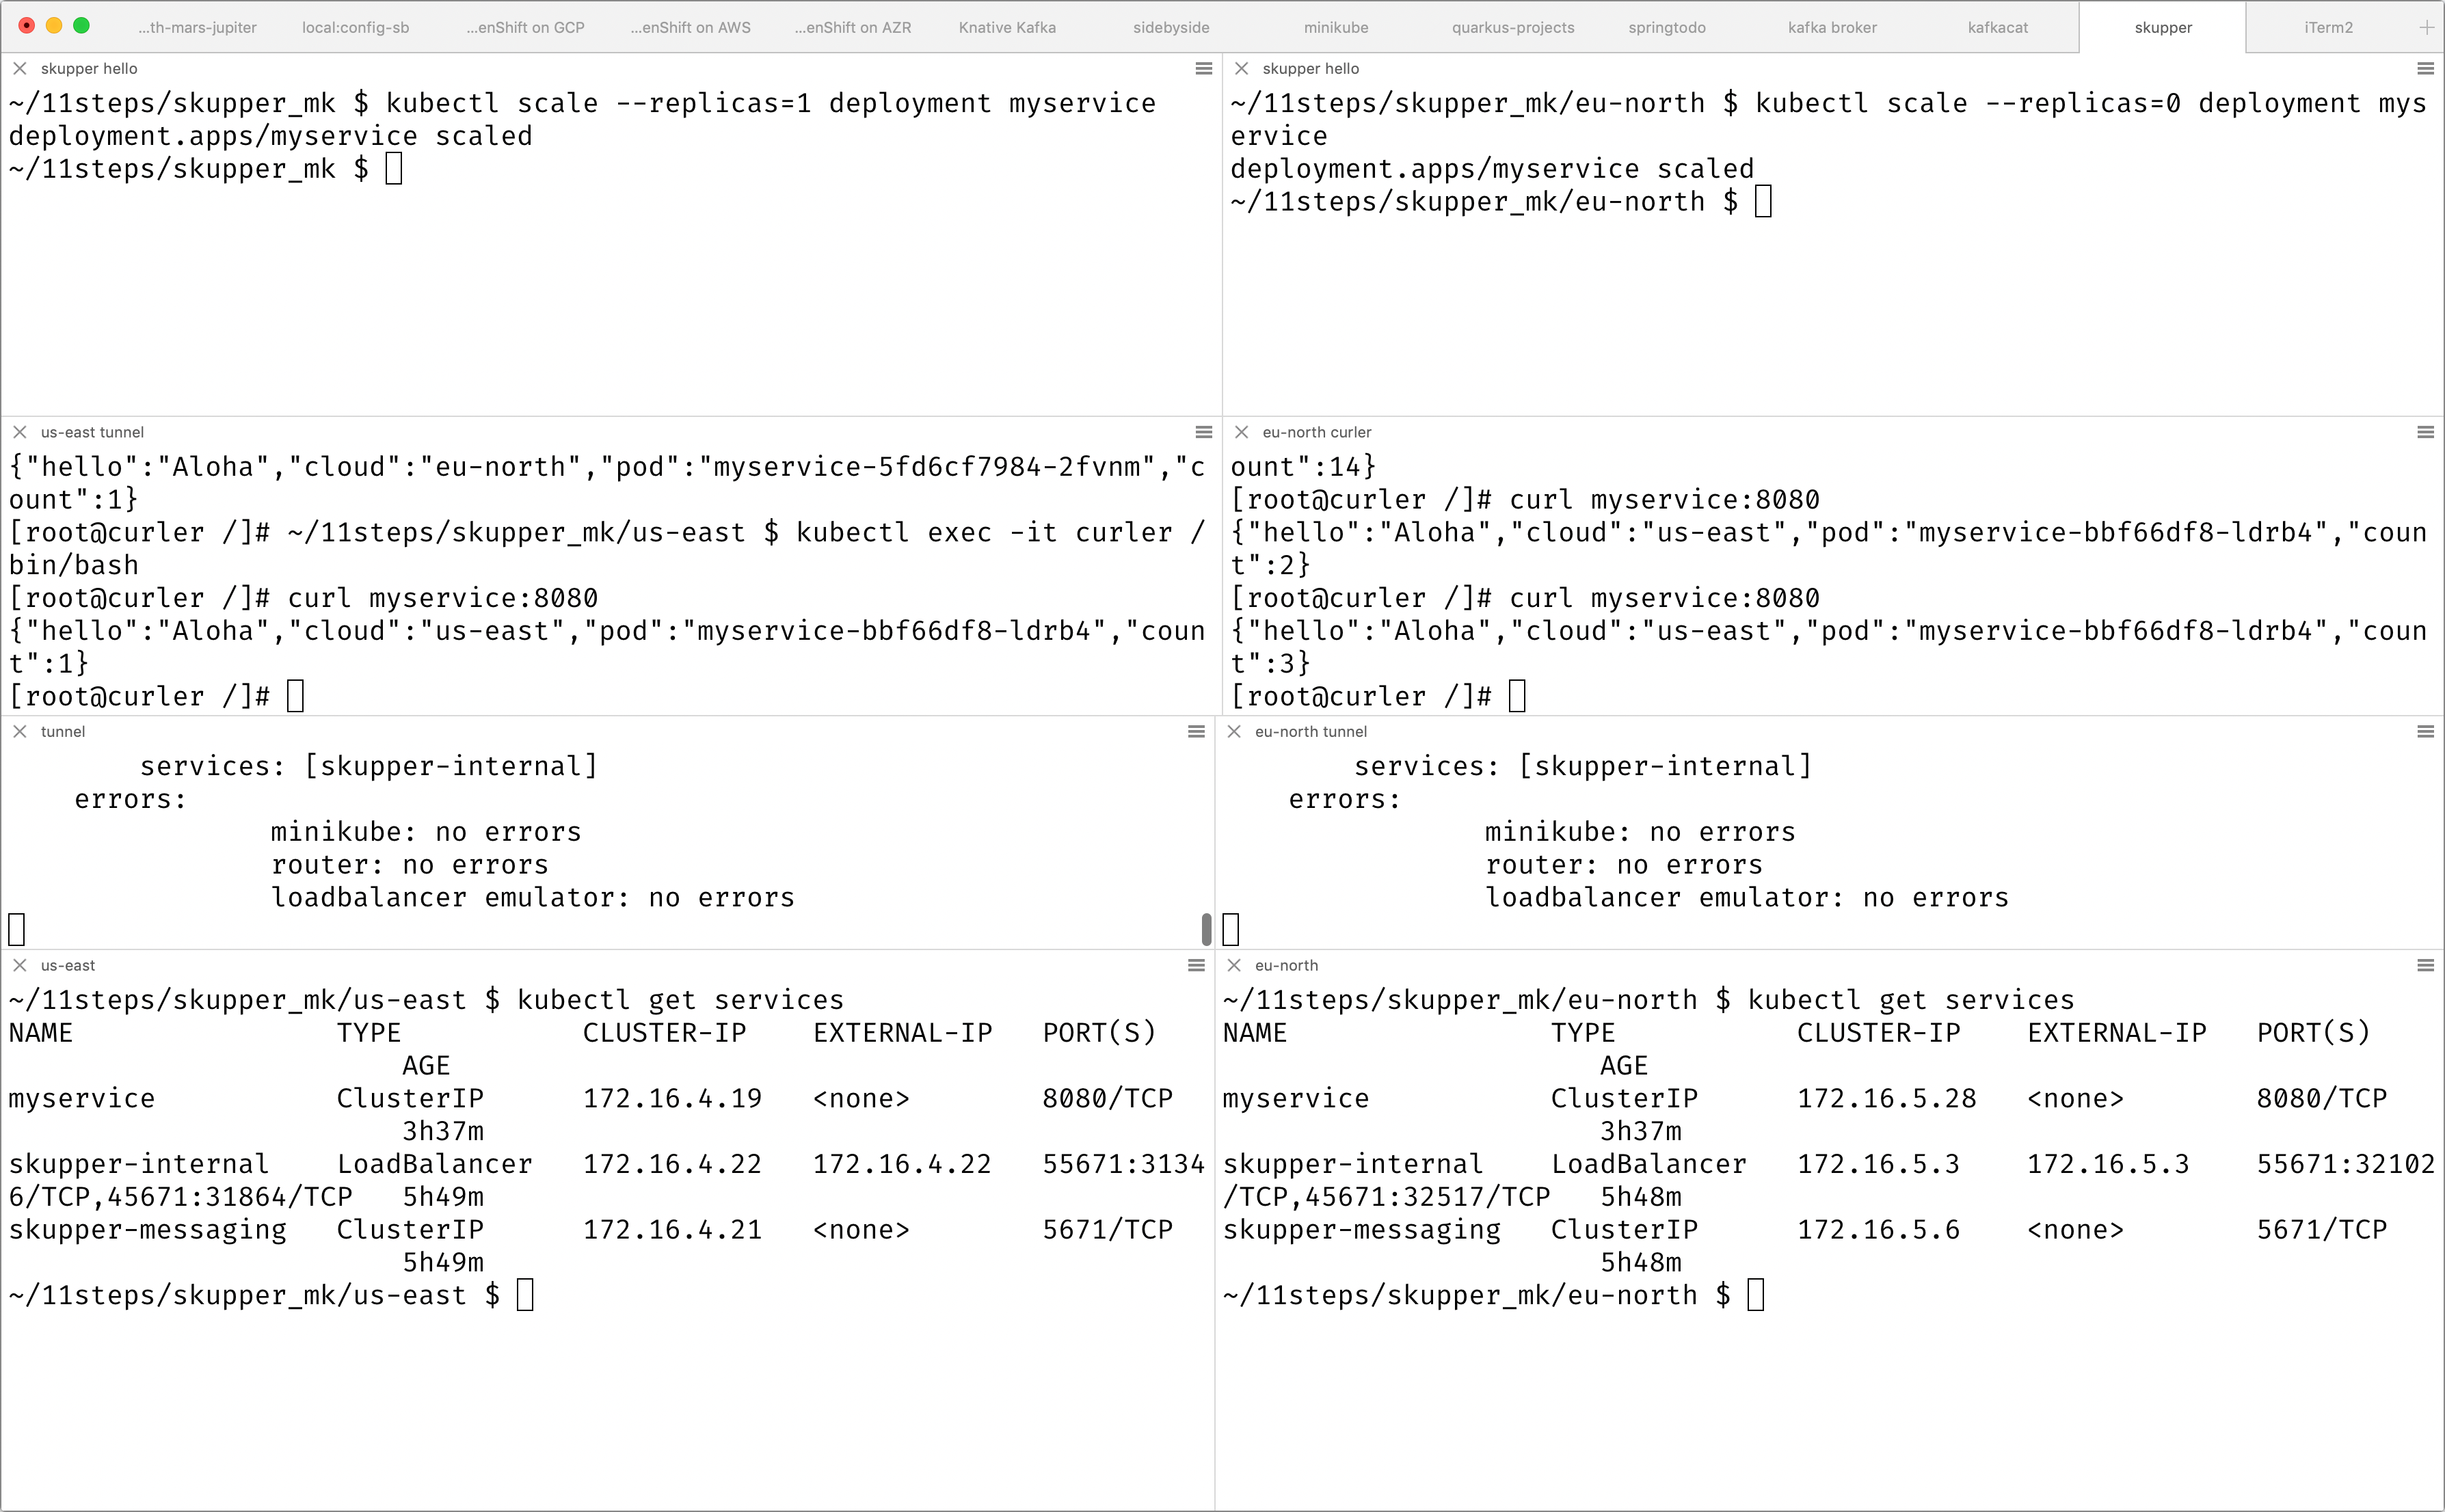 ...th-mars-jupiter local:config-sb ...enShift on GCP ...enShift on AWS ...enShift on AZR Knative Kafka sidebyside minikube quarkus-projects springtodo kafka broker kafkacat skupper iTerm2
skupper hello
~/11steps/skupper_mk $ kubectl scale --replicas=1 deployment myservice
deployment.apps/myservice scaled
~/11steps/skupper_mk $
skupper hello
~/11steps/skupper_mk/eu-north $ kubectl scale --replicas=0 deployment mys
ervice
deployment.apps/myservice scaled
~/11steps/skupper_mk/eu-north $
us-east tunnel
{"hello":"Aloha","cloud":"eu-north","pod":"myservice-5fd6cf7984-2fvnm","c
ount":1}
[root@curler /]# ~/11steps/skupper_mk/us-east $ kubectl exec -it curler /
bin/bash
[root@curler /]# curl myservice:8080
{"hello":"Aloha","cloud":"us-east","pod":"myservice-bbf66df8-ldrb4","coun
t":1}
[root@curler /]#
eu-north curler
ount":14}
[root@curler /]# curl myservice:8080
{"hello":"Aloha","cloud":"us-east","pod":"myservice-bbf66df8-ldrb4","coun
t":2}
[root@curler /]# curl myservice:8080
{"hello":"Aloha","cloud":"us-east","pod":"myservice-bbf66df8-ldrb4","coun
t":3}
[root@curler /]#
tunnel
services: [skupper-internal]
errors:
minikube: no errors
router: no errors
loadbalancer emulator: no errors
eu-north tunnel
services: [skupper-internal]
errors:
minikube: no errors
router: no errors
loadbalancer emulator: no errors
us-east
~/11steps/skupper_mk/us-east $ kubectl get services
NAME TYPE CLUSTER-IP EXTERNAL-IP PORT(S)
AGE
myservice ClusterIP 172.16.4.19 <none> 8080/TCP
3h37m
skupper-internal LoadBalancer 172.16.4.22 172.16.4.22 55671:3134
6/TCP,45671:31864/TCP 5h49m
skupper-messaging ClusterIP 172.16.4.21 <none> 5671/TCP
5h49m
~/11steps/skupper_mk/us-east $
eu-north
~/11steps/skupper_mk/eu-north $ kubectl get services
NAME TYPE CLUSTER-IP EXTERNAL-IP PORT(S)
AGE
myservice ClusterIP 172.16.5.28 <none> 8080/TCP
3h37m
skupper-internal LoadBalancer 172.16.5.3 172.16.5.3 55671:32102
/TCP,45671:32517/TCP 5h48m
skupper-messaging ClusterIP 172.16.5.6 <none> 5671/TCP
5h48m
~/11steps/skupper_mk/eu-north $